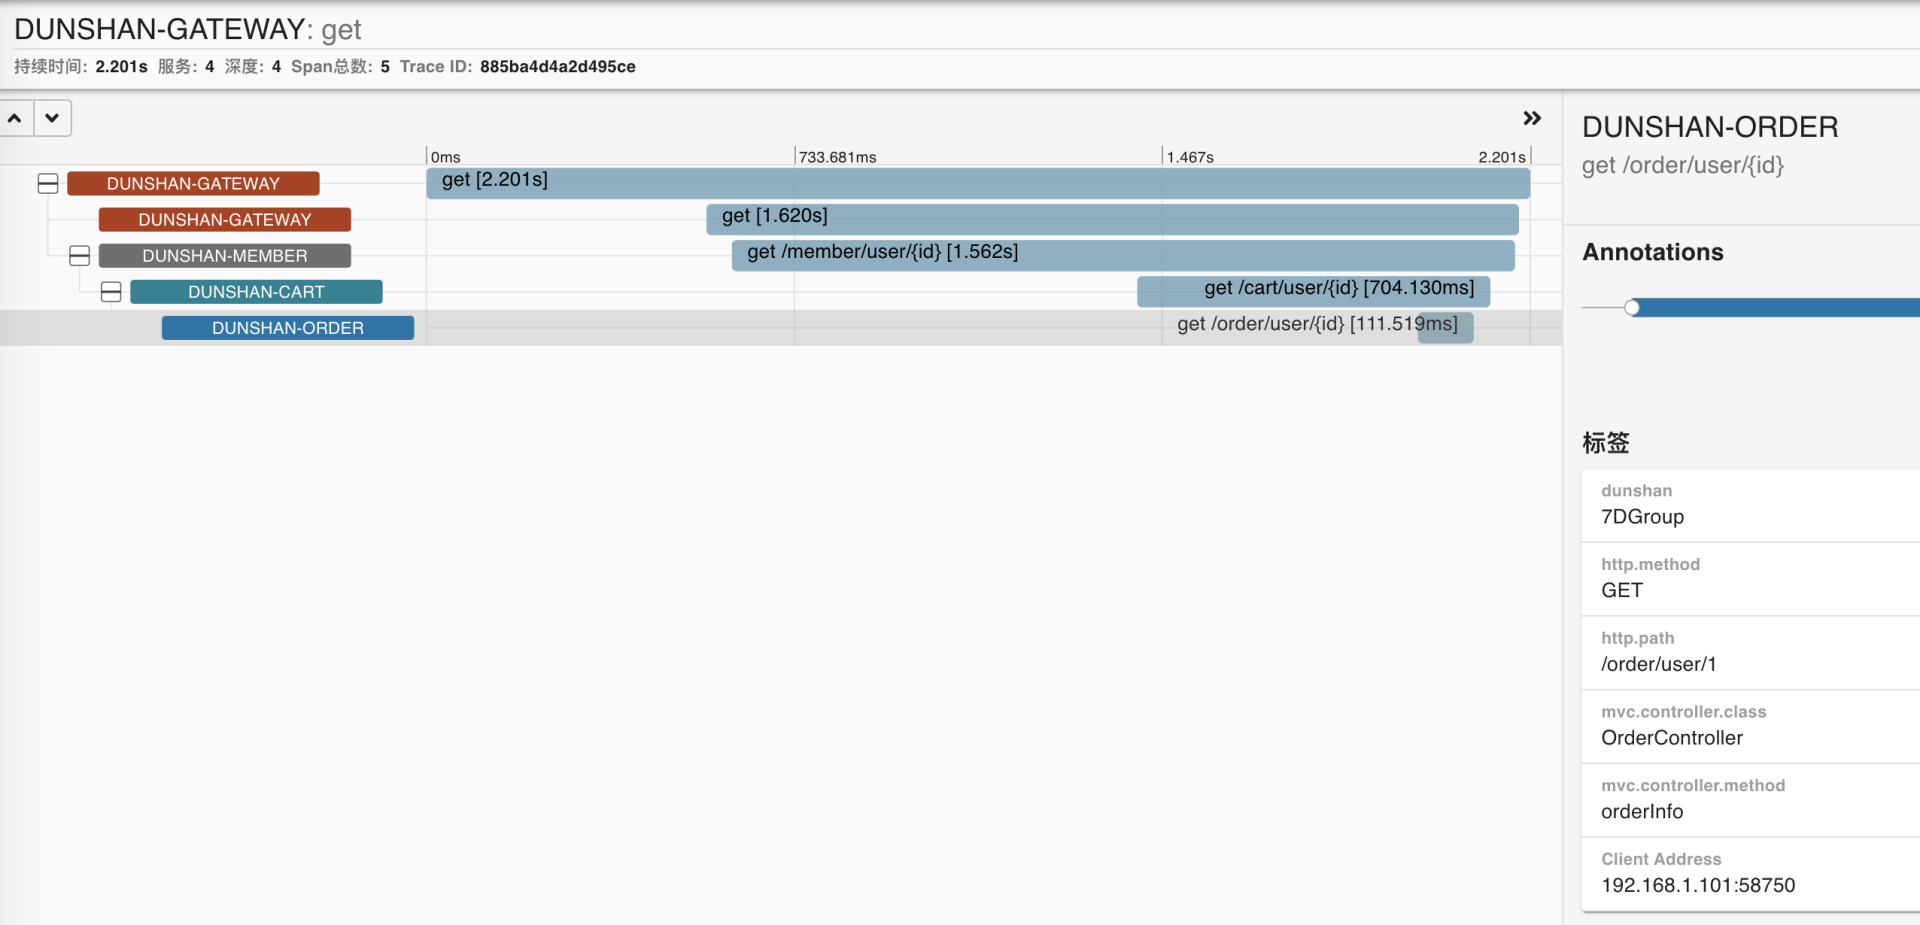 DUNSHAN-GATEWAY: get
持续时间: 2.201s 服务: 4 深度: 4 Span总数: 5 Trace ID: 885ba4d4a2d495ce
0ms 733.681ms 1.467s 2.201s
DUNSHAN-GATEWAY get [2.201s]
DUNSHAN-GATEWAY get [1.620s]
DUNSHAN-MEMBER get /member/user/{id} [1.562s]
DUNSHAN-CART get /cart/user/{id} [704.130ms]
DUNSHAN-ORDER get /order/user/{id} [111.519ms]
DUNSHAN-ORDER
get /order/user/{id}
Annotations
标签
dunshan
7DGroup
http.method
GET
http.path
/order/user/1
mvc.controller.class
OrderController
mvc.controller.method
orderInfo
Client Address
192.168.1.101:58750